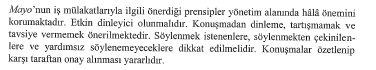 Mayo'nun iş mülakatlarıyla ilgili önerdiği prensipler yönetim alanında hâlâ önemini
korumaktadır. Etkin dinleyici olunmalıdır. Konuşmadan dinleme, tartışmamak ve
tavsiye vermemek önerilmektedir. Söylenmek istenenlere, söylenmekten çekinilen-
lere ve yardımsız söylenemeyeceklere dikkat edilmelidir. Konuşmalar özetlenip
karşı taraftan onay alınması yararlıdır.